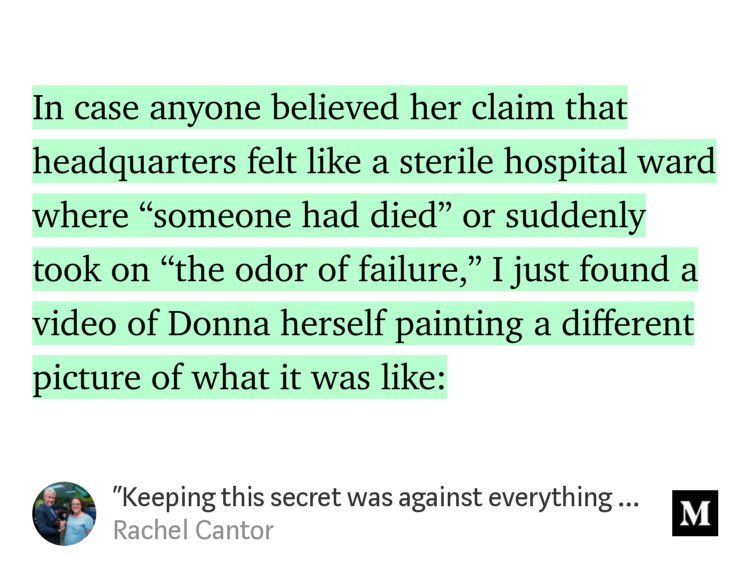 In case anyone believed her claim that
headquarters felt like a sterile hospital ward
where “someone had died” or suddenly
took on “the odor of failure,” I just found a
video of Donna herself painting a different
picture of what it was like:
”Keeping this secret was against everything ...
Rachel Cantor
M